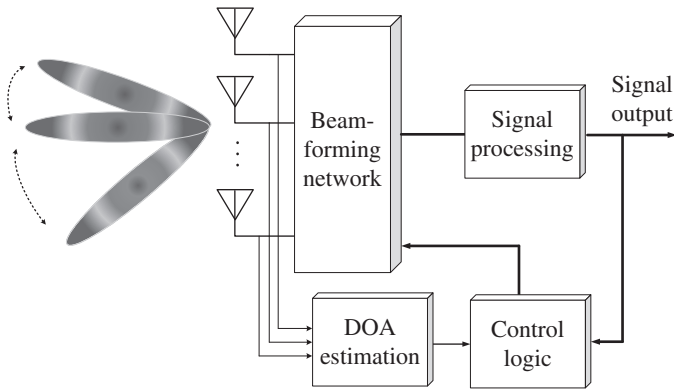 Beam-
forming
network
Signal
processing
Signal
output
DOA
estimation
Control
logic